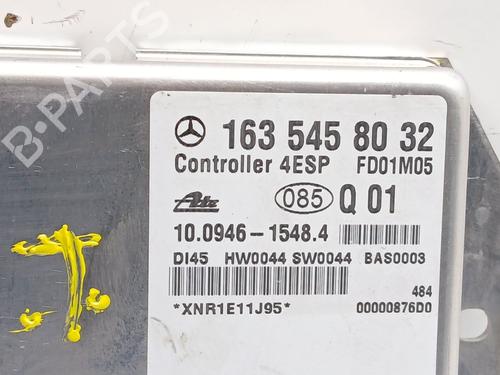 163 545 80 32
Controller 4ESP FD01M05
Ate 085 Q 01
10.0946-1548.4
DI45 HW0044 SW0044 BAS0003
484
*XNR1E11J95* 00000876D0
B-PARTS
T.